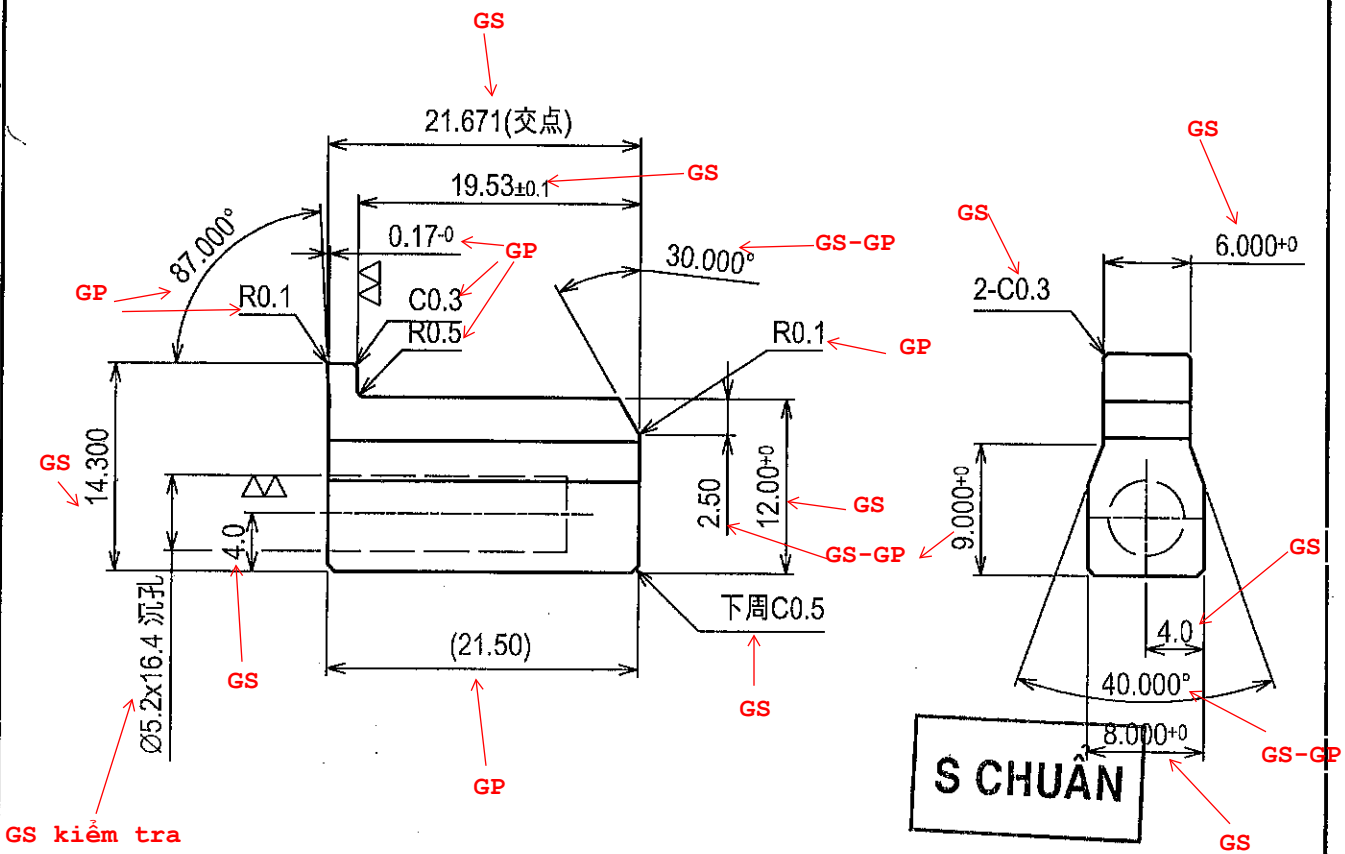 GS
21.671(交点)
GS
19.53±0.1
GS
GS
6.000+0
0.17-0
GP
GS-GP
30.000°
87.000°
GP
R0.1
C0.3
R0.5
2-C0.3
R0.1
GP
GS
14.300
4.0
2.50
12.00+0
GS
GS-GP
9.000+0
GS
下周C0.5
4.0
(21.50)
GS
GS
40.000°
Ø5.2x16.4 沉孔
8.000+0
GS-GP
S CHUẨN
GP
GS kiểm tra
GS